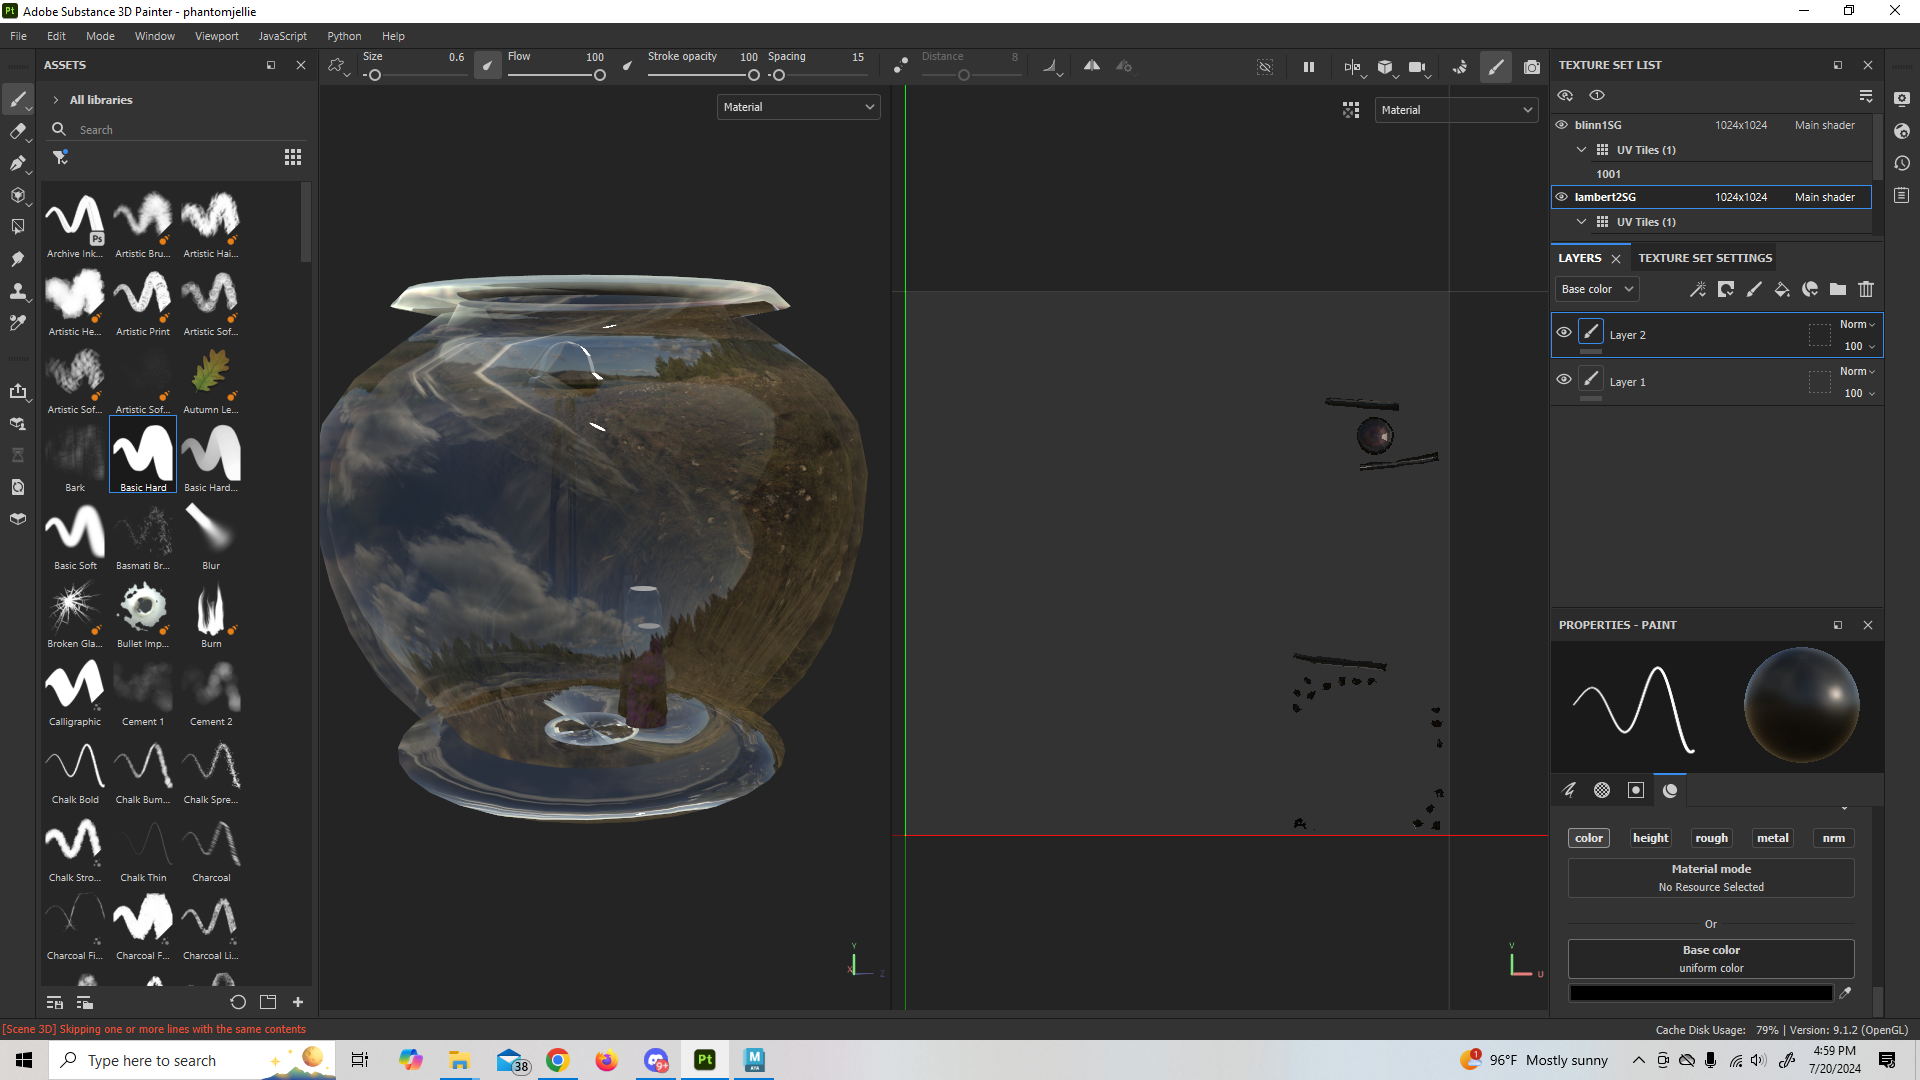 Pt Adobe Substance 3D Painter - phantomjellie
File Edit Mode Window Viewport JavaScript Python Help
ASSETS
Size 0.6 Flow 100 Stroke opacity 100 Spacing 15 Distance 8
TEXTURE SET LIST
All libraries
Search
Material
Material
blinn1SG 1024x1024 Main shader
UV Tiles (1)
1001
lambert2SG 1024x1024 Main shader
UV Tiles (1)
LAYERS TEXTURE SET SETTINGS
Base color
Layer 2 Norm 100
Layer 1 Norm 100
Ps
Archive Ink... Artistic Bru... Artistic Hai...
Artistic He... Artistic Print Artistic Sof...
Artistic Sof... Artistic Sof... Autumn Le...
Bark Basic Hard Basic Hard...
Basic Soft Basmati Br... Blur
Broken Gla... Bullet Imp... Burn
Calligraphic Cement 1 Cement 2
Chalk Bold Chalk Bum... Chalk Spre...
Chalk Stro... Chalk Thin Charcoal
Charcoal Fi... Charcoal F... Charcoal Li...
Y X Z
V U
PROPERTIES - PAINT
color height rough metal nrm
Material mode
No Resource Selected
Or
Base color
uniform color
[Scene 3D] Skipping one or more lines with the same contents
Cache Disk Usage: 79% | Version: 9.1.2 (OpenGL)
Type here to search
38
9+
Pt
M
1
96°F Mostly sunny
4:59 PM
7/20/2024